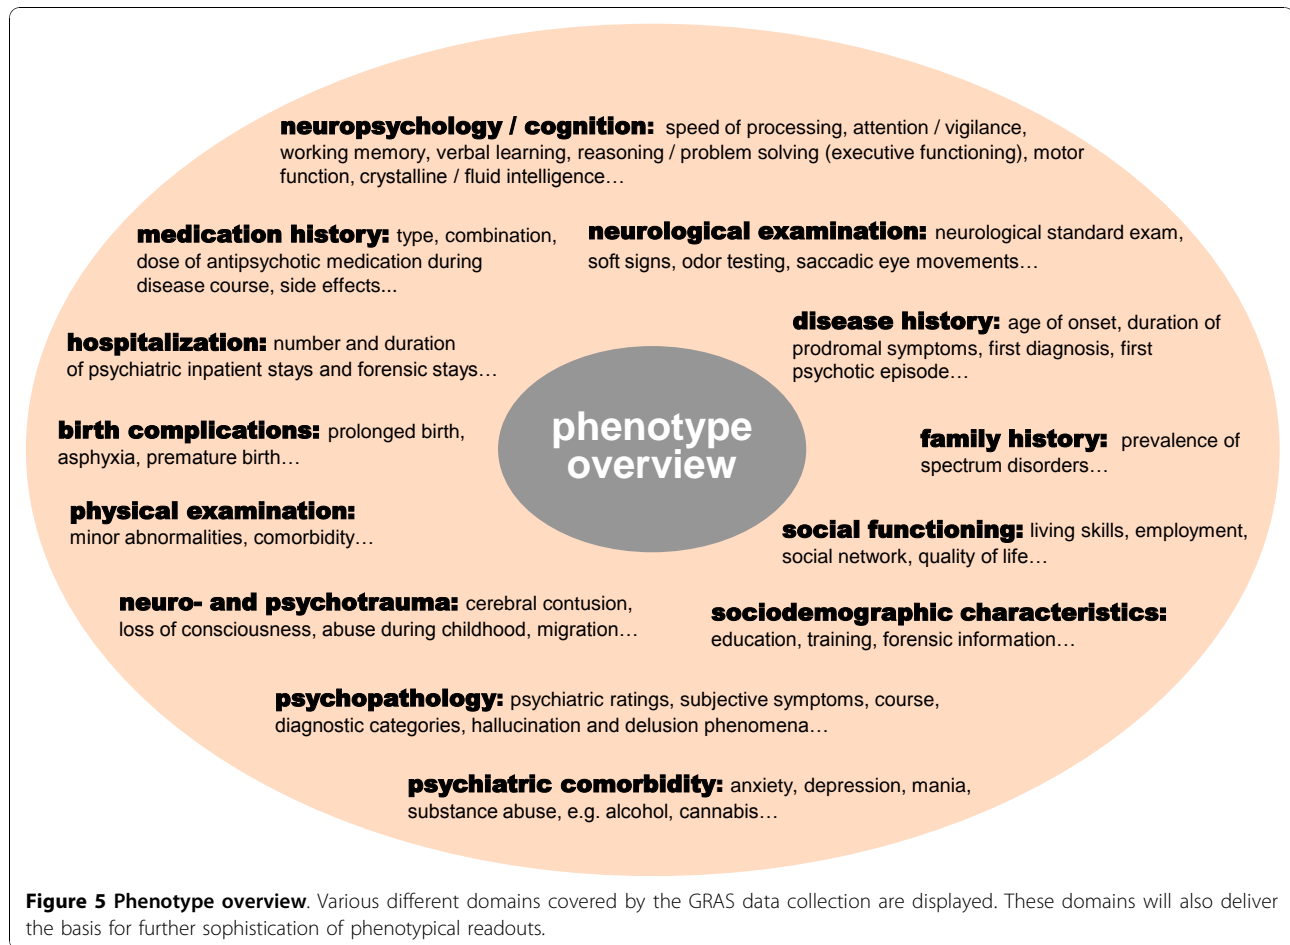 neuropsychology / cognition: speed of processing, attention / vigilance,
working memory, verbal learning, reasoning / problem solving (executive functioning), motor
function, crystalline / fluid intelligence…
medication history: type, combination,
dose of antipsychotic medication during
disease course, side effects...
neurological examination: neurological standard exam,
soft signs, odor testing, saccadic eye movements…
disease history: age of onset, duration of
prodromal symptoms, first diagnosis, first
psychotic episode…
hospitalization: number and duration
of psychiatric inpatient stays and forensic stays…
phenotype
overview
birth complications: prolonged birth,
asphyxia, premature birth…
family history: prevalence of
spectrum disorders…
physical examination:
minor abnormalities, comorbidity…
social functioning: living skills, employment,
social network, quality of life…
neuro- and psychotrauma: cerebral contusion,
loss of consciousness, abuse during childhood, migration…
sociodemographic characteristics:
education, training, forensic information…
psychopathology: psychiatric ratings, subjective symptoms, course,
diagnostic categories, hallucination and delusion phenomena…
psychiatric comorbidity: anxiety, depression, mania,
substance abuse, e.g. alcohol, cannabis…
Figure 5 Phenotype overview. Various different domains covered by the GRAS data collection are displayed. These domains will also deliver
the basis for further sophistication of phenotypical readouts.